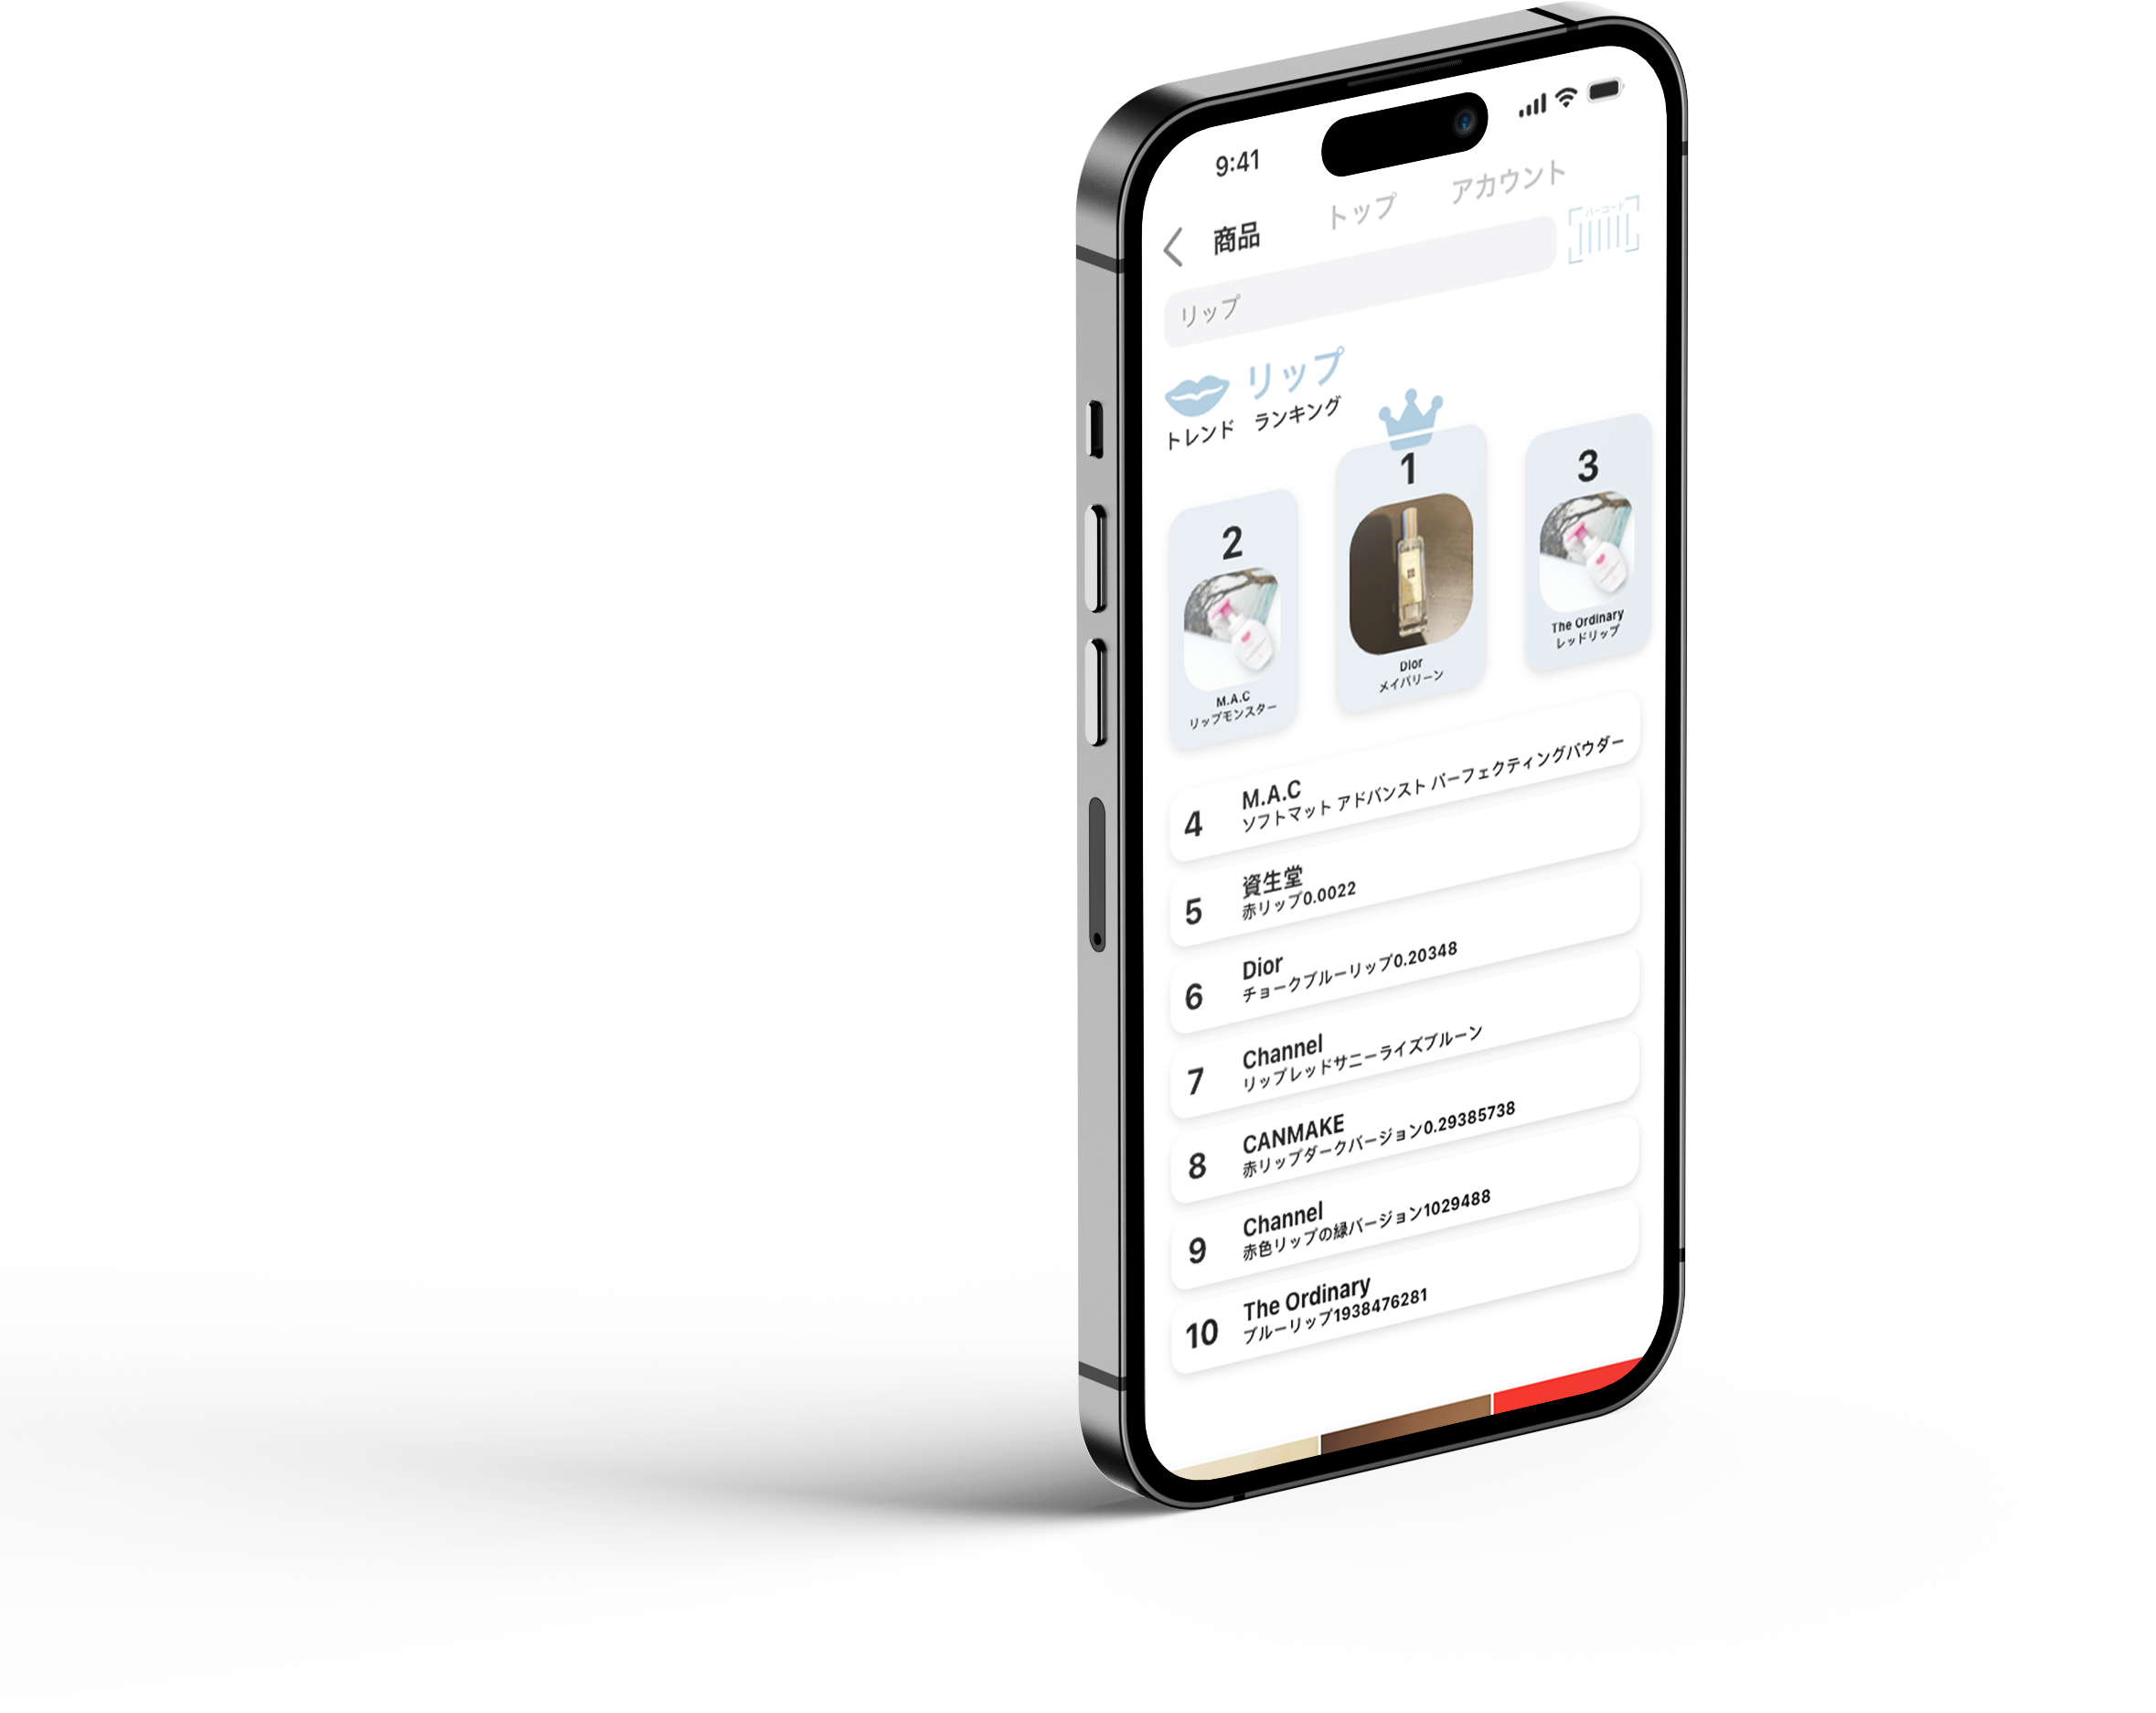 9:41
商品
トップ
アカウント
バーコード
リップ
リップ
トレンド ランキング
1
Dior
メイバリーン
2
M.A.C
リップモンスター
3
The Ordinary
レッドリップ
4
M.A.C
ソフトマット アドバンスト パーフェクティングパウダー
5
資生堂
赤リップ0.0022
6
Dior
チョークブルーリップ0.20348
7
Channel
リップレッドサニーライズブルーン
8
CANMAKE
赤リップダークバージョン0.29385738
9
Channel
赤色リップの緑バージョン1029488
10
The Ordinary
ブルーリップ1938476281